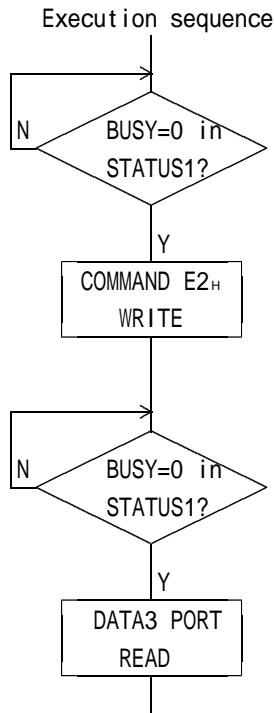 Execution sequence
N
BUSY=0 in
STATUS1?
Y
COMMAND E2H
WRITE
N
BUSY=0 in
STATUS1?
Y
DATA3 PORT
READ